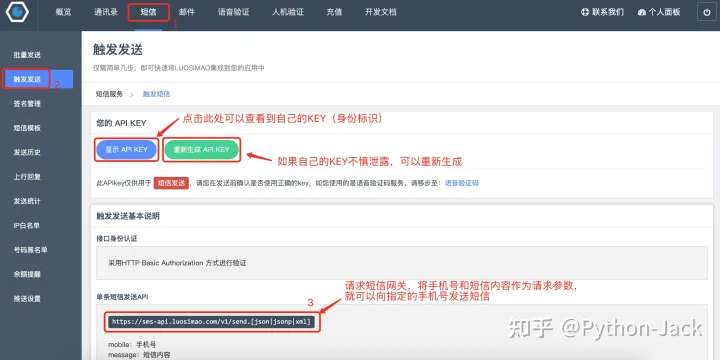 概览 通讯录 短信 邮件 语音验证 人机验证 充值 开发文档 联系我们 个人面板
1
批量发送
触发发送
2
签名管理
短信模板
发送历史
上行回复
发送统计
IP白名单
号码黑名单
余额提醒
推送设置
触发发送
仅需简单几步，即可快速将LUOSIMAO集成到您的应用中
短信服务 > 触发短信
点击此处可以查看到自己的KEY（身份标识）
您的 API KEY
显示 API KEY 重新生成 API KEY
如果自己的KEY不慎泄露，可以重新生成
此APIkey仅供用于 短信发送 ，请您在发送前确认是否使用正确的key，如您使用的是语音验证码服务，请移步至：语音验证码
触发发送基本说明
接口身份认证
采用HTTP Basic Authorization 方式进行验证
请求短信网关，将手机号和短信内容作为请求参数，
就可以向指定的手机号发送短信
单条短信发送API
3
https://sms-api.luosimao.com/v1/send.[json|jsonp|xml]
mobile：手机号
message：短信内容
知乎 @Python-Jack